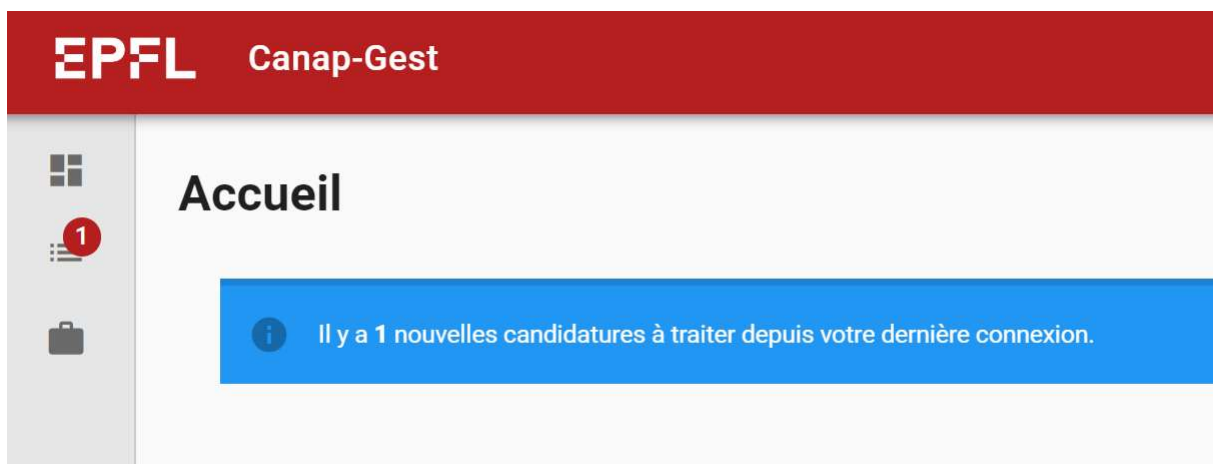 EPFL Canap-Gest
Accueil
1
Il y a 1 nouvelles candidatures à traiter depuis votre dernière connexion.